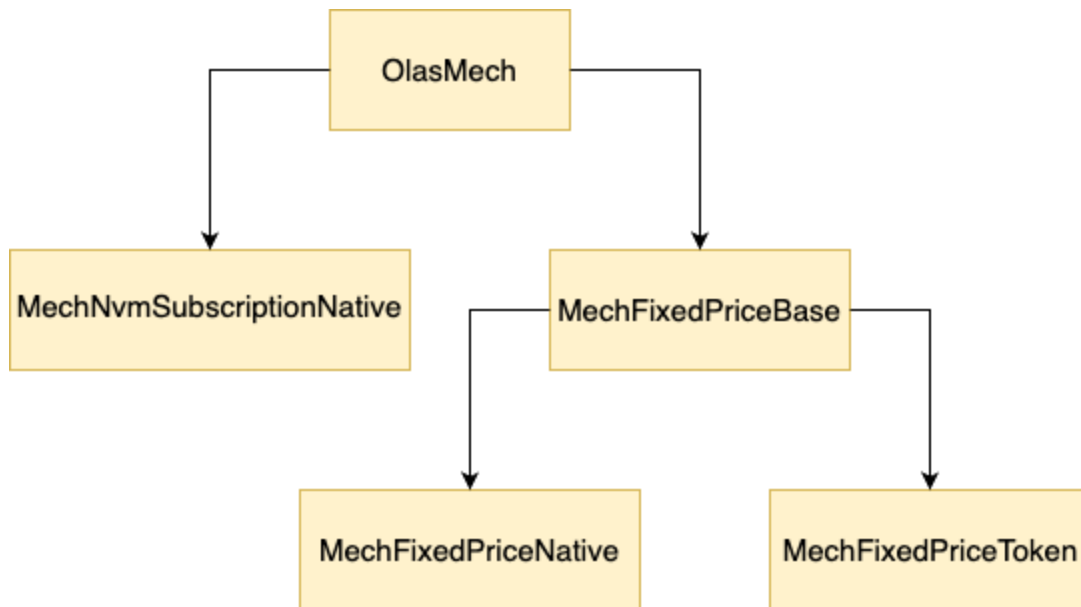 OlasMech
MechNvmSubscriptionNative
MechFixedPriceBase
MechFixedPriceNative
MechFixedPriceToken